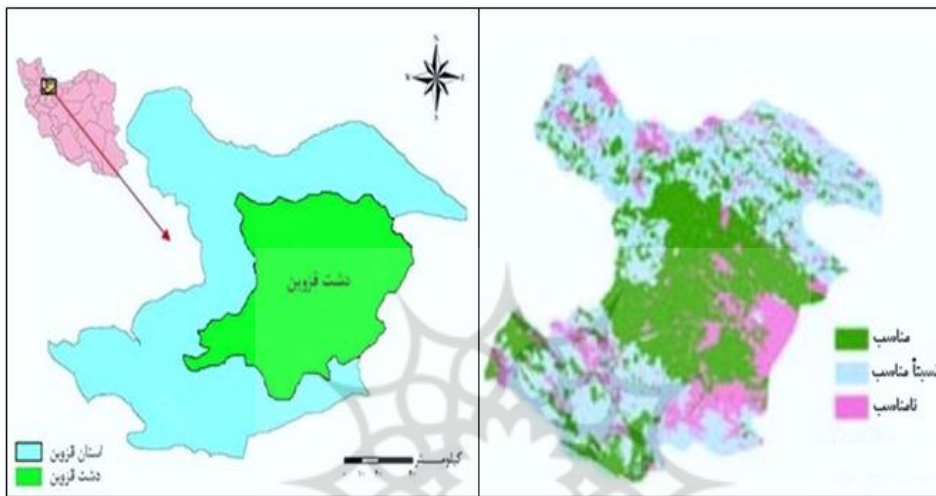 دشت قزوین
استان قزوین
دشت قزوین
کیلومتر
مناسب
نسبتاً مناسب
نامناسب